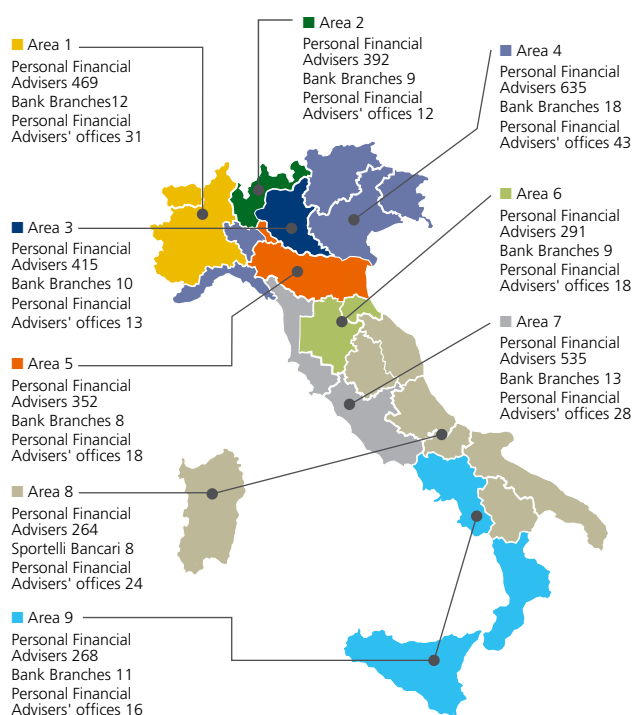 Area 1
Personal Financial
Advisers 469
Bank Branches12
Personal Financial
Advisers' offices 31
Area 2
Personal Financial
Advisers 392
Bank Branches 9
Personal Financial
Advisers' offices 12
Area 4
Personal Financial
Advisers 635
Bank Branches 18
Personal Financial
Advisers' offices 43
Area 3
Personal Financial
Advisers 415
Bank Branches 10
Personal Financial
Advisers' offices 13
Area 6
Personal Financial
Advisers 291
Bank Branches 9
Personal Financial
Advisers' offices 18
Area 5
Personal Financial
Advisers 352
Bank Branches 8
Personal Financial
Advisers' offices 18
Area 7
Personal Financial
Advisers 535
Bank Branches 13
Personal Financial
Advisers' offices 28
Area 8
Personal Financial
Advisers 264
Sportelli Bancari 8
Personal Financial
Advisers' offices 24
Area 9
Personal Financial
Advisers 268
Bank Branches 11
Personal Financial
Advisers' offices 16